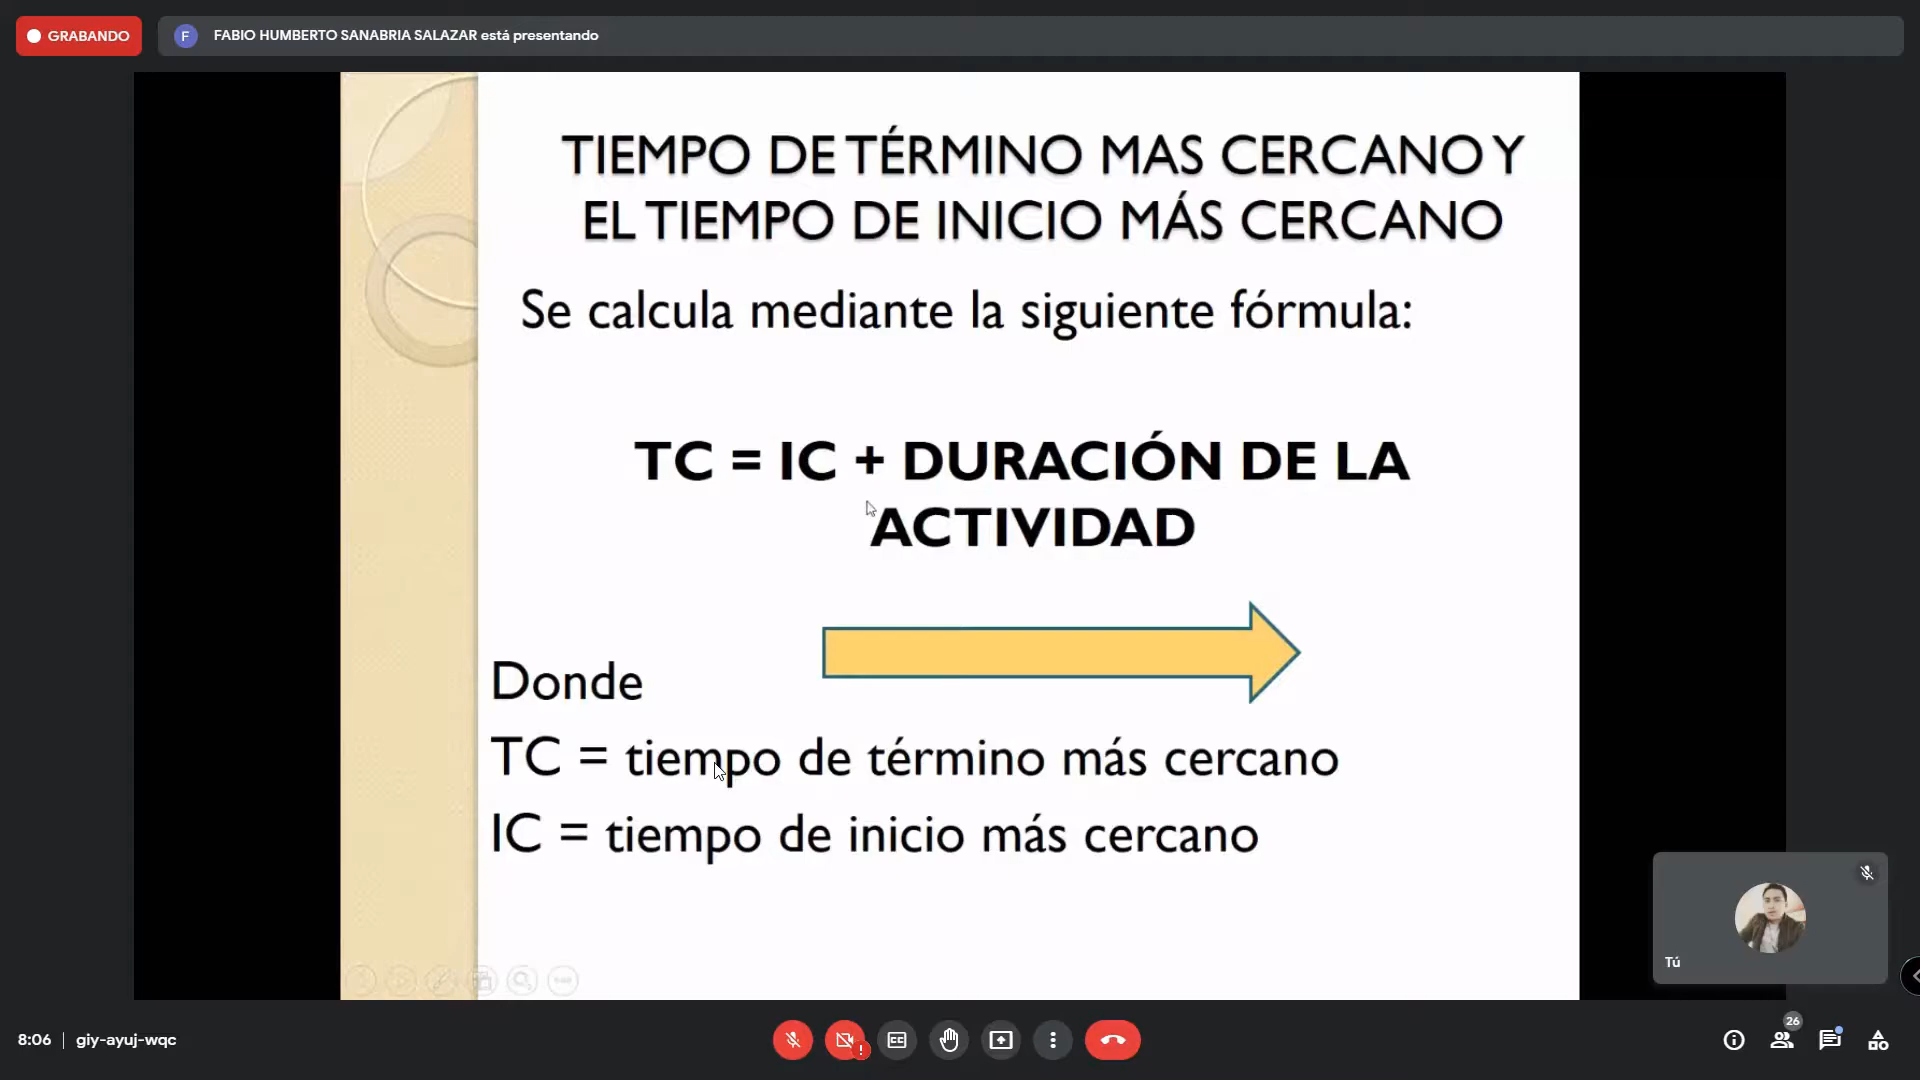 GRABANDO
F
FABIO HUMBERTO SANABRIA SALAZAR está presentando
TIEMPO DE TÉRMINO MAS CERCANO Y
EL TIEMPO DE INICIO MÁS CERCANO
Se calcula mediante la siguiente fórmula:
TC = IC + DURACIÓN DE LA
ACTIVIDAD
Donde
TC = tiempo de término más cercano
IC = tiempo de inicio más cercano
Tú
8:06 | giy-ayuj-wqc
CC
26